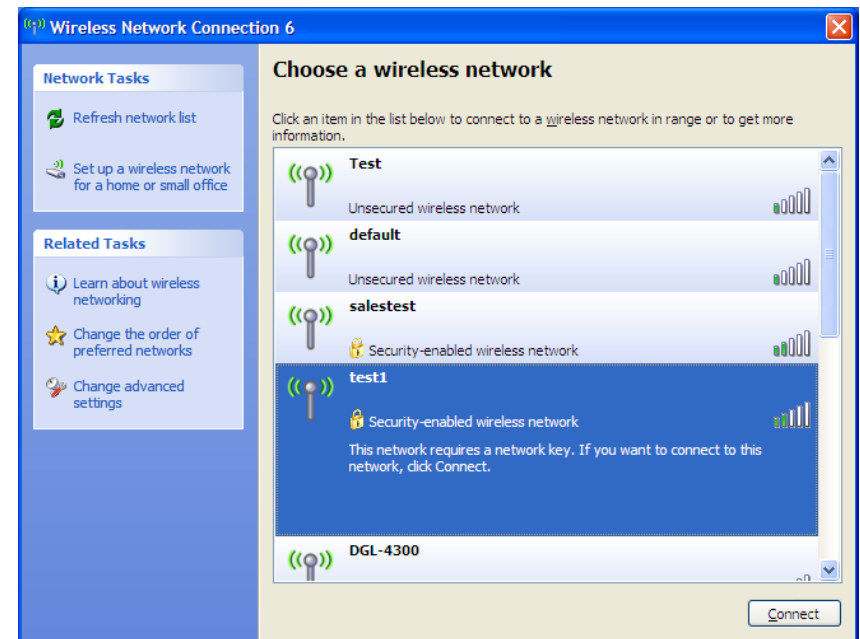 Wireless Network Connection 6
Network Tasks
Refresh network list
Set up a wireless network
for a home or small office
Related Tasks
Learn about wireless
networking
Change the order of
preferred networks
Change advanced
settings
Choose a wireless network
Click an item in the list below to connect to a wireless network in range or to get more
information.
Test
Unsecured wireless network
default
Unsecured wireless network
salestest
Security-enabled wireless network
test1
Security-enabled wireless network
This network requires a network key. If you want to connect to this
network, click Connect.
DGL-4300
Connect